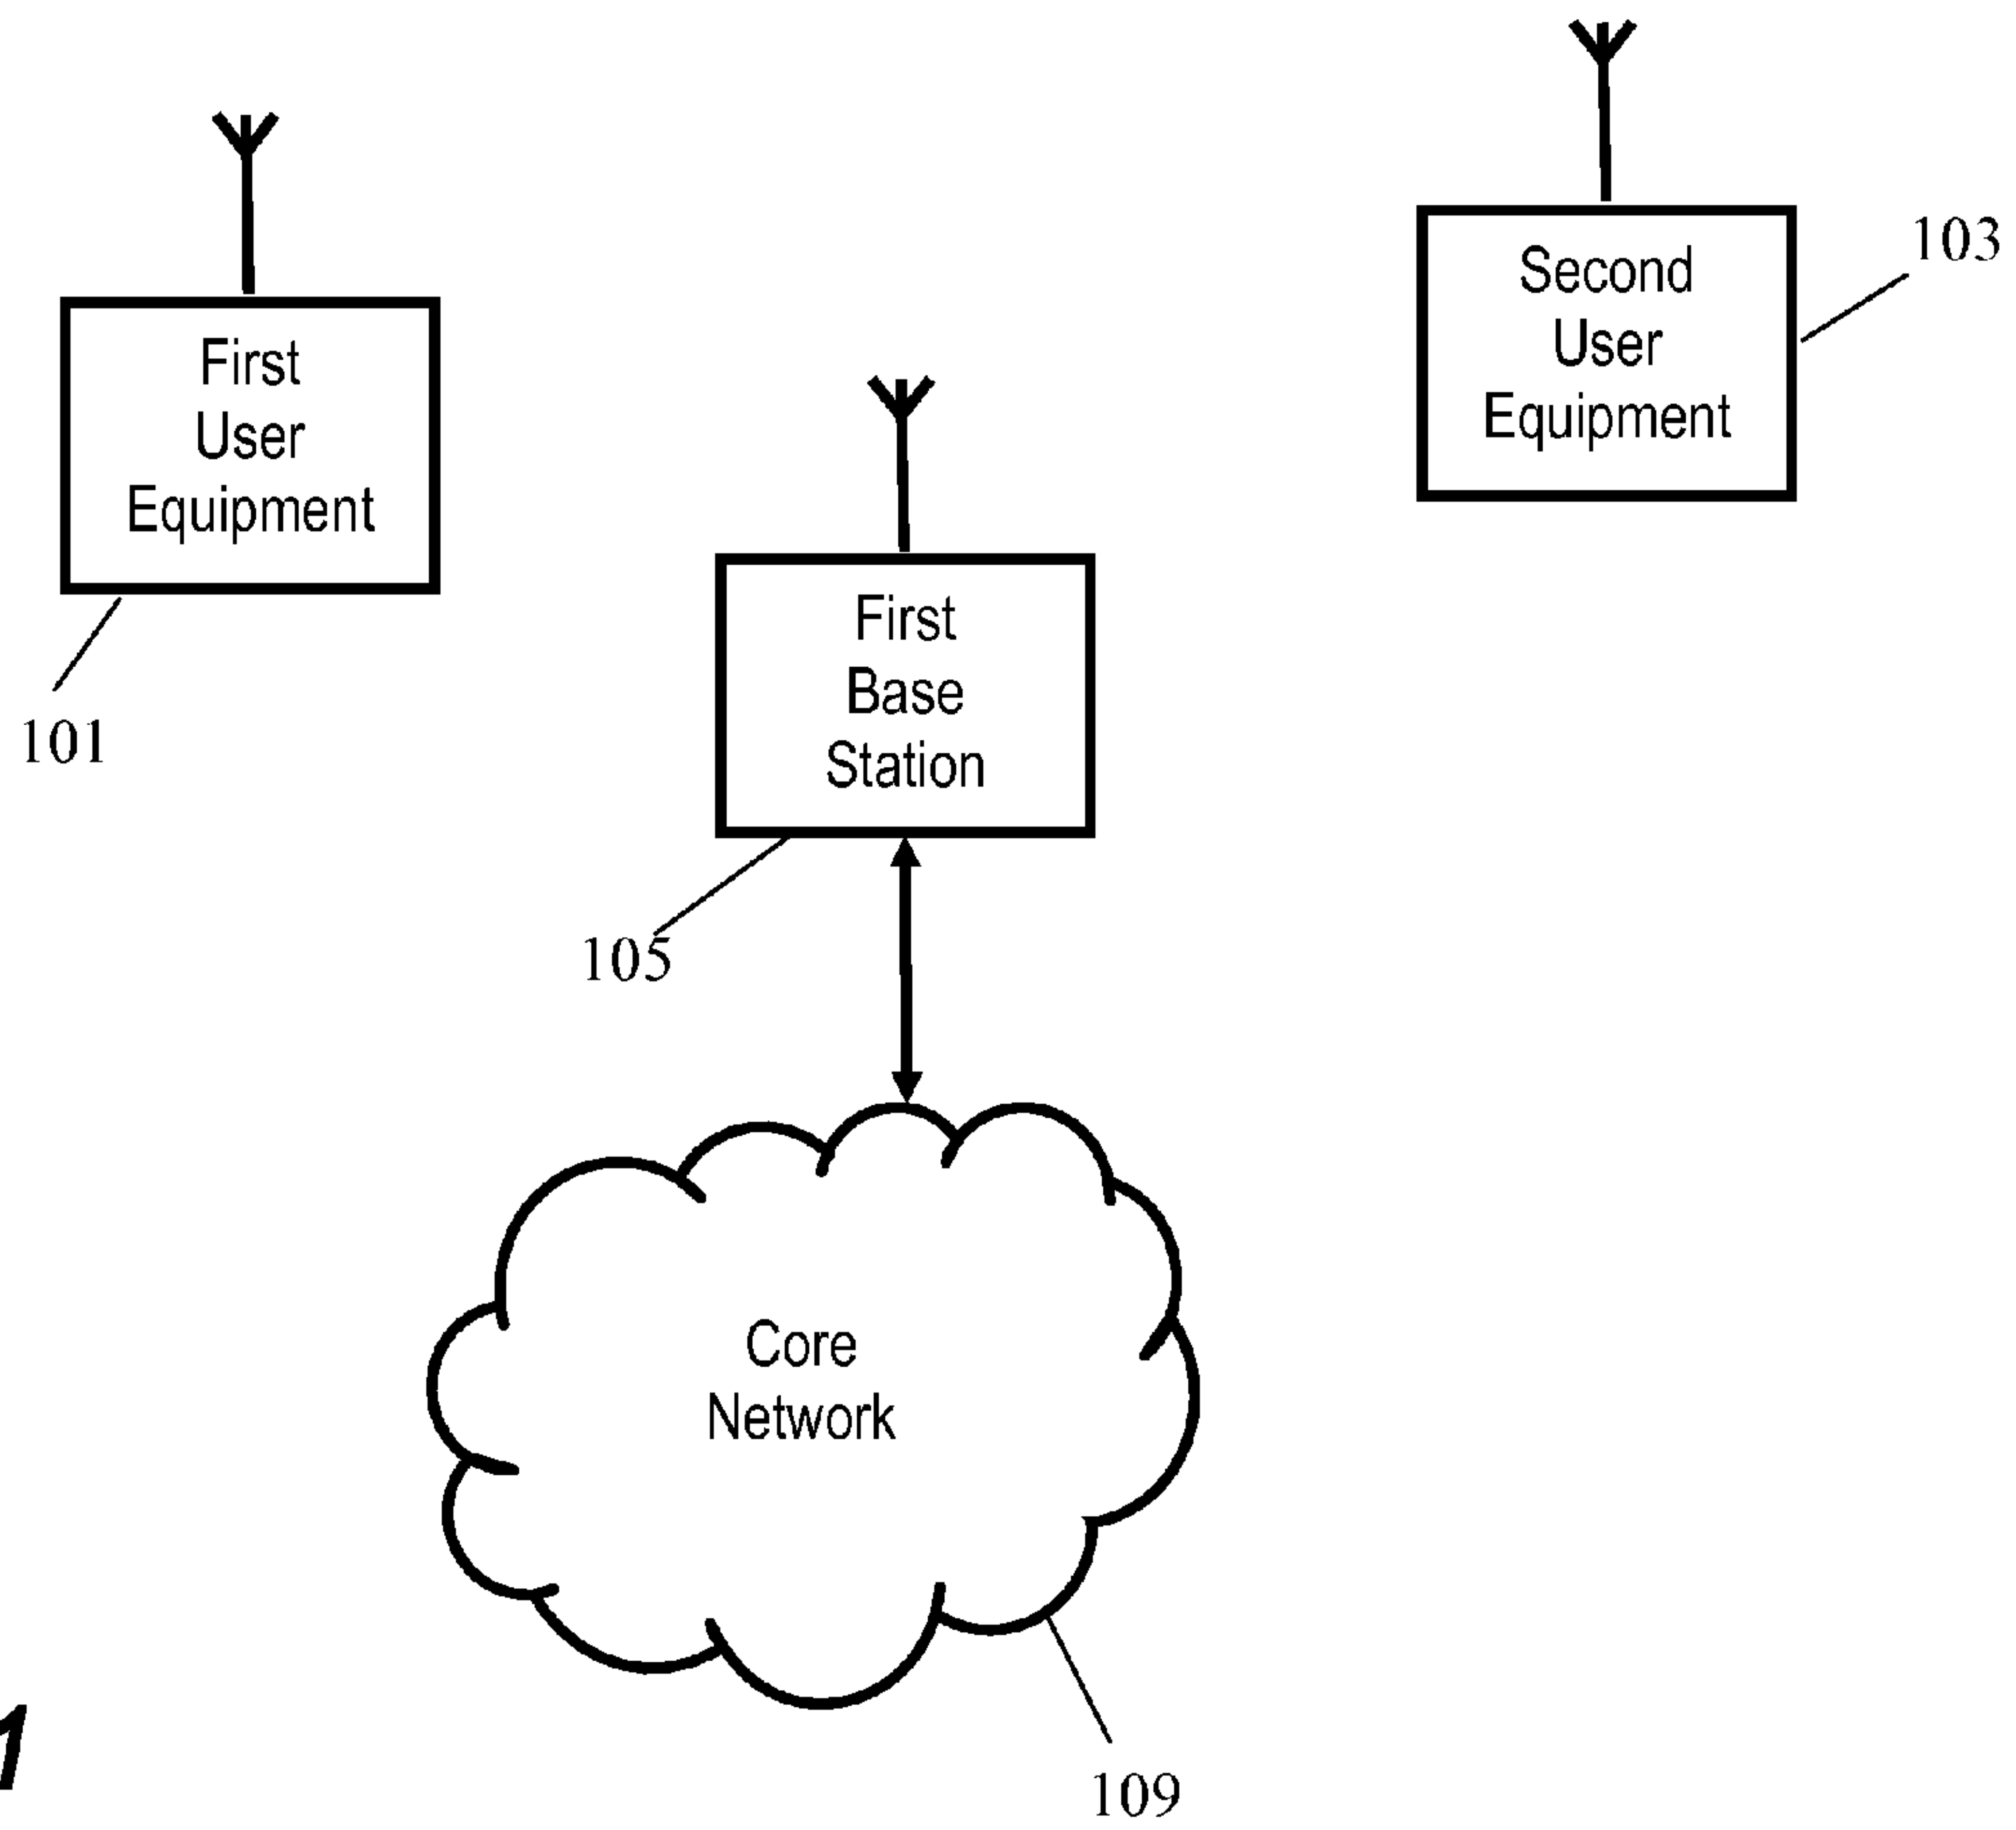 Second
User
Equipment
103
First
User
Equipment
101
First
Base
Station
105
Core
Network
109
1